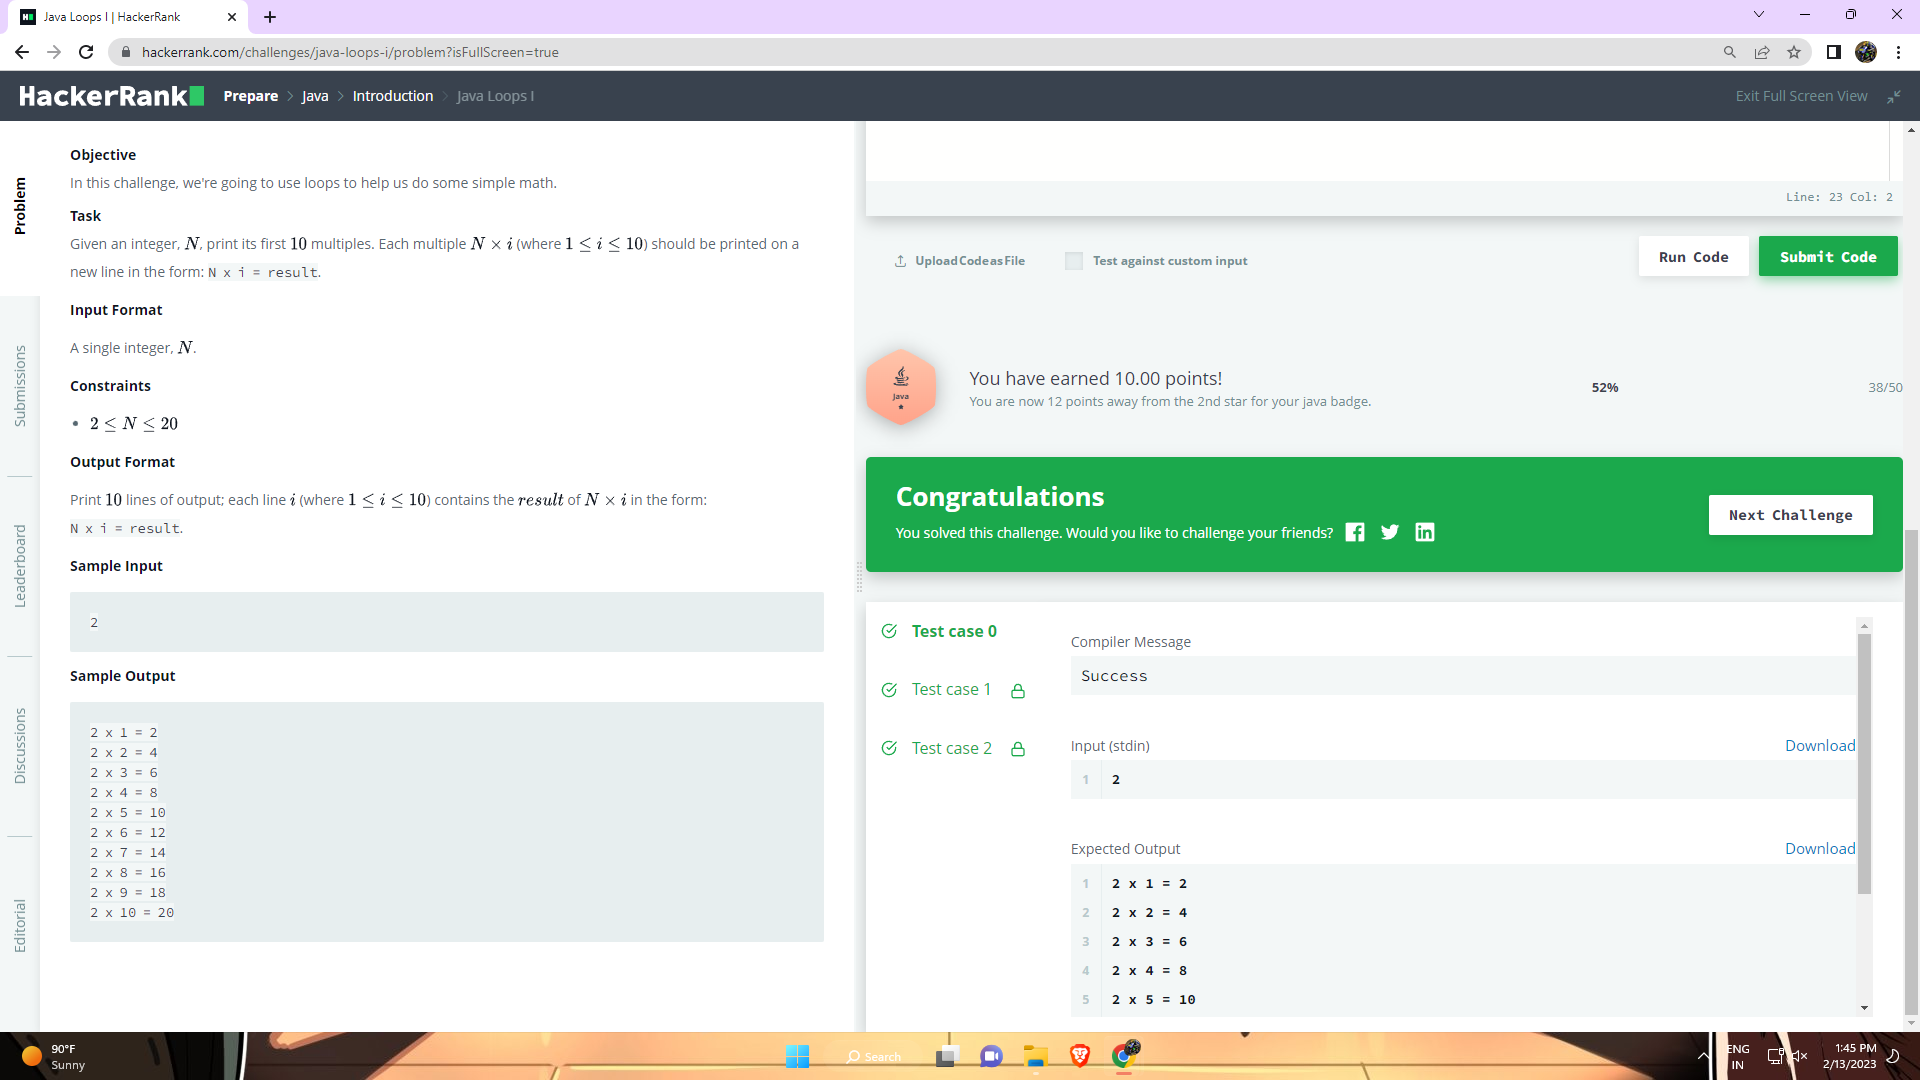 Java Loops I | HackerRank
hackerrank.com/challenges/java-loops-i/problem?isFullScreen=true
HackerRank
Prepare > Java > Introduction > Java Loops I
Exit Full Screen View
Problem
Submissions
Leaderboard
Discussions
Editorial
Objective
In this challenge, we're going to use loops to help us do some simple math.
Task
Given an integer, N, print its first 10 multiples. Each multiple N × i (where 1 ≤ i ≤ 10) should be printed on a
new line in the form: N x i = result.
Input Format
A single integer, N.
Constraints
• 2 ≤ N ≤ 20
Output Format
Print 10 lines of output; each line i (where 1 ≤ i ≤ 10) contains the result of N × i in the form:
N x i = result.
Sample Input
2
Sample Output
2 x 1 = 2
2 x 2 = 4
2 x 3 = 6
2 x 4 = 8
2 x 5 = 10
2 x 6 = 12
2 x 7 = 14
2 x 8 = 16
2 x 9 = 18
2 x 10 = 20
Line: 23 Col: 2
Upload Code as File
Test against custom input
Run Code
Submit Code
Java
You have earned 10.00 points!
You are now 12 points away from the 2nd star for your java badge.
52%
38/50
Congratulations
You solved this challenge. Would you like to challenge your friends?
Next Challenge
Test case 0
Test case 1
Test case 2
Compiler Message
Success
Input (stdin)
Download
1 2
Expected Output
Download
1 2 x 1 = 2
2 2 x 2 = 4
3 2 x 3 = 6
4 2 x 4 = 8
5 2 x 5 = 10
90°F
Sunny
Search
ENG
IN
1:45 PM
2/13/2023